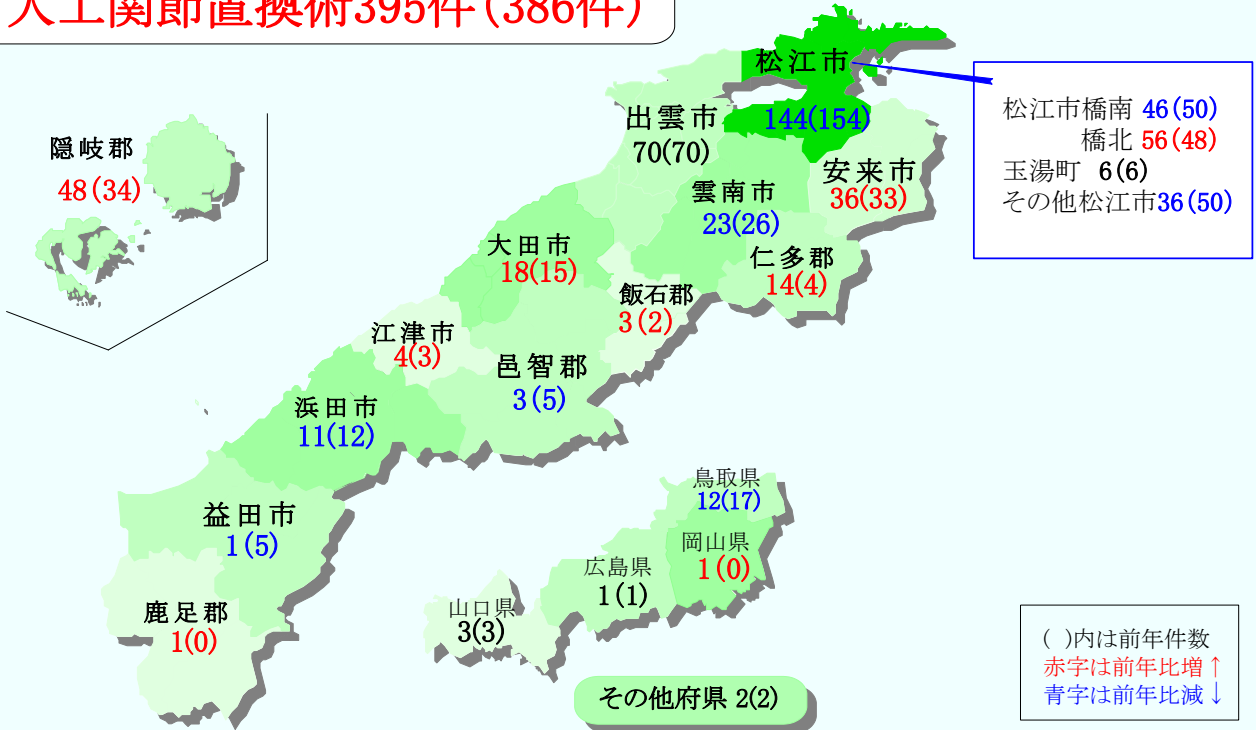 人工関節置換術395件(386件)
松江市
144(154)
松江市橋南 46(50)
橋北 56(48)
玉湯町 6(6)
その他松江市36(50)
出雲市
70(70)
隠岐郡
48(34)
安来市
36(33)
雲南市
23(26)
大田市
18(15)
仁多郡
14(4)
飯石郡
3(2)
江津市
4(3)
邑智郡
3(5)
浜田市
11(12)
益田市
1(5)
鹿足郡
1(0)
鳥取県
12(17)
岡山県
1(0)
広島県
1(1)
山口県
3(3)
その他府県 2(2)
( )内は前年件数
赤字は前年比増↑
青字は前年比減↓